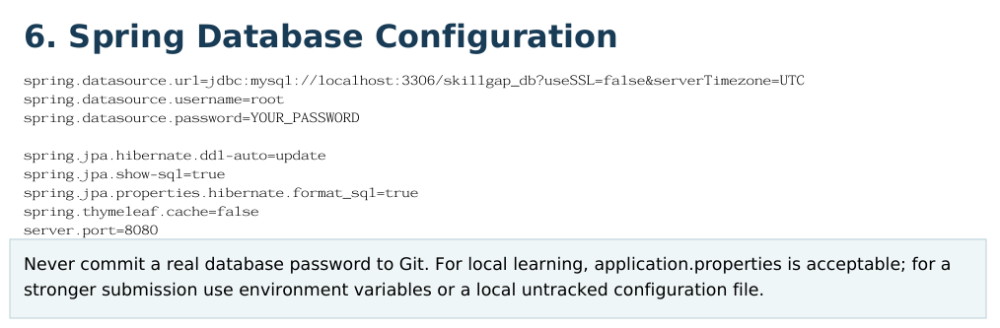 6. Spring Database Configuration
spring.datasource.url=jdbc:mysql://localhost:3306/skillgap_db?useSSL=false&serverTimezone=UTC
spring.datasource.username=root
spring.datasource.password=YOUR_PASSWORD
spring.jpa.hibernate.ddl-auto=update
spring.jpa.show-sql=true
spring.jpa.properties.hibernate.format_sql=true
spring.thymeleaf.cache=false
server.port=8080
Never commit a real database password to Git. For local learning, application.properties is acceptable; for a
stronger submission use environment variables or a local untracked configuration file.